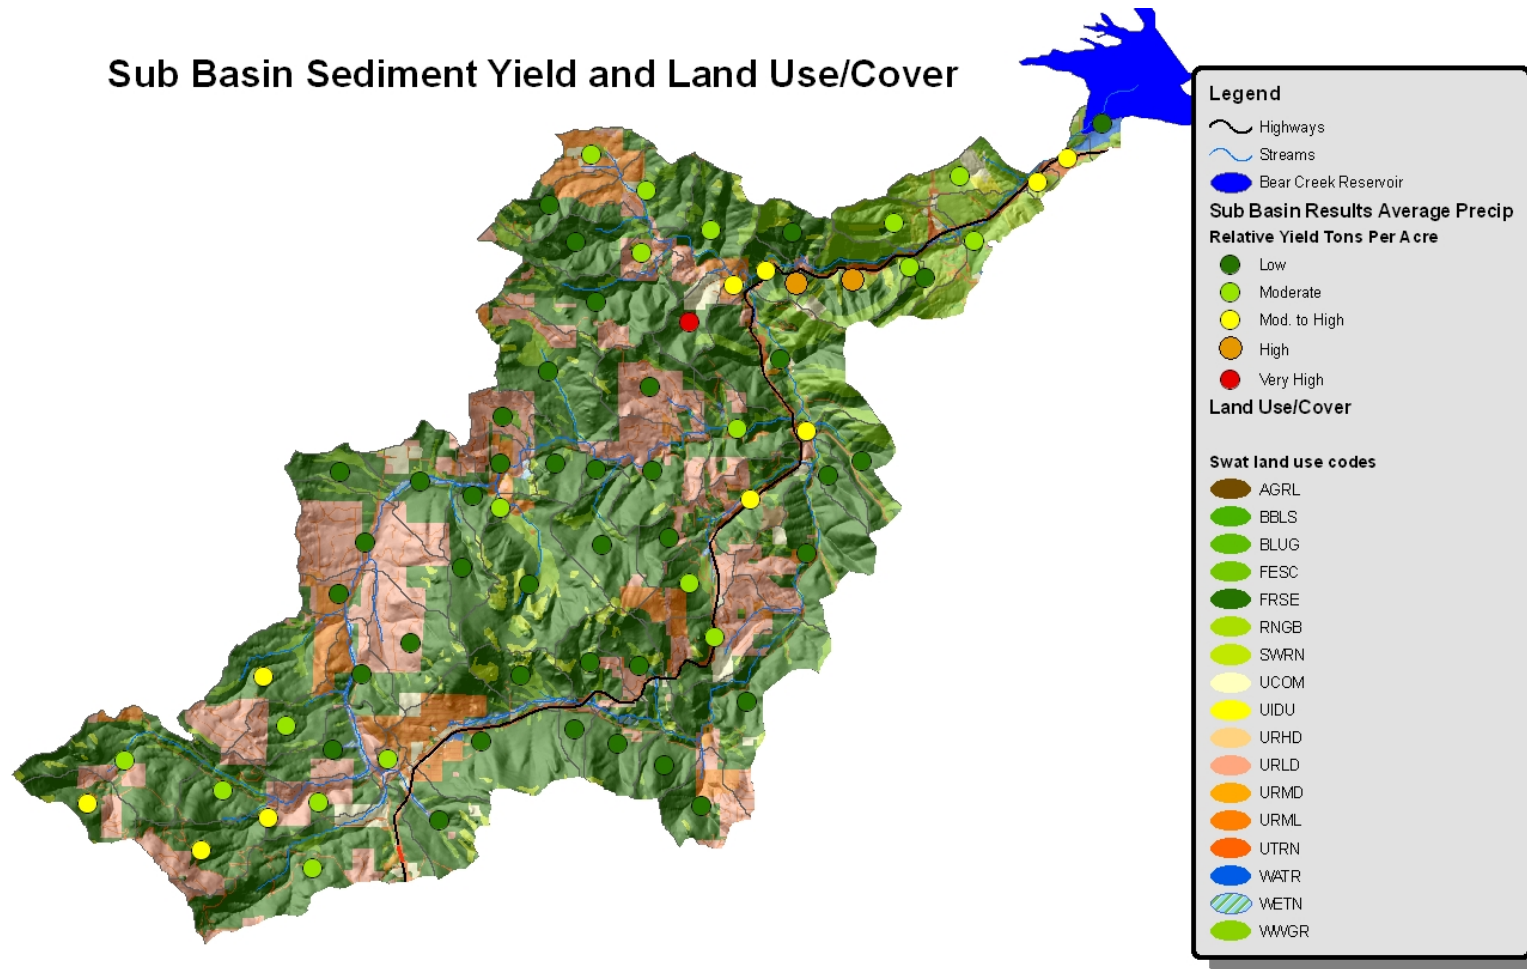 Sub Basin Sediment Yield and Land Use/Cover
Legend
Highways
Streams
Bear Creek Reservoir
Sub Basin Results Average Precip
Relative Yield Tons Per Acre
Low
Moderate
Mod. to High
High
Very High
Land Use/Cover
Swat land use codes
AGRL
BBLS
BLUG
FESC
FRSE
RNGB
SWRN
UCOM
UIDU
URHD
URLD
URMD
URML
UTRN
WATR
WETN
WWGR